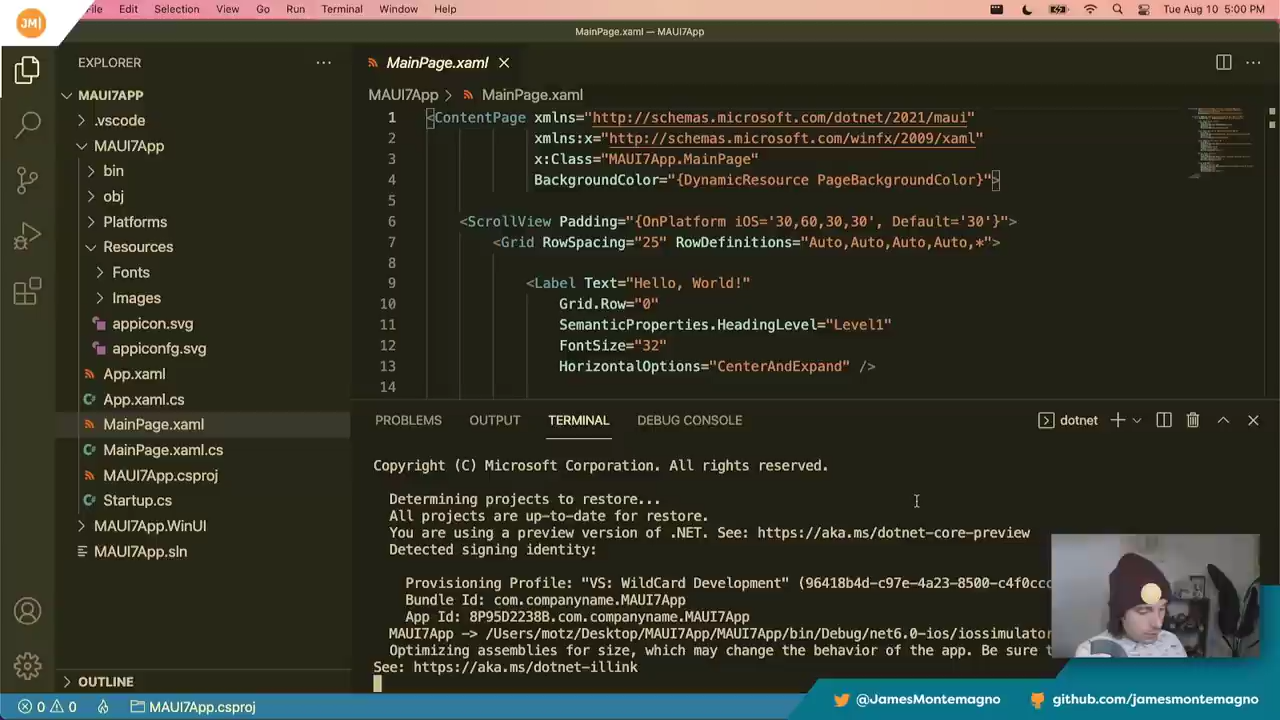 JM
File Edit Selection View Go Run Terminal Window Help
Tue Aug 10 5:00 PM
MainPage.xaml — MAUI7App
EXPLORER
MAUI7APP
.vscode
MAUI7App
bin
obj
Platforms
Resources
Fonts
Images
appicon.svg
appiconfg.svg
App.xaml
App.xaml.cs
MainPage.xaml
MainPage.xaml.cs
MAUI7App.csproj
Startup.cs
MAUI7App.WinUI
MAUI7App.sln
OUTLINE
MainPage.xaml
MAUI7App > MainPage.xaml
1 <ContentPage xmlns="http://schemas.microsoft.com/dotnet/2021/maui"
2 xmlns:x="http://schemas.microsoft.com/winfx/2009/xaml"
3 x:Class="MAUI7App.MainPage"
4 BackgroundColor="{DynamicResource PageBackgroundColor}">
5
6 <ScrollView Padding="{OnPlatform iOS='30,60,30,30', Default='30'}">
7 <Grid RowSpacing="25" RowDefinitions="Auto,Auto,Auto,Auto,*">
8
9 <Label Text="Hello, World!"
10 Grid.Row="0"
11 SemanticProperties.HeadingLevel="Level1"
12 FontSize="32"
13 HorizontalOptions="CenterAndExpand" />
14
PROBLEMS OUTPUT TERMINAL DEBUG CONSOLE
dotnet
Copyright (C) Microsoft Corporation. All rights reserved.
Determining projects to restore...
All projects are up-to-date for restore.
You are using a preview version of .NET. See: https://aka.ms/dotnet-core-preview
Detected signing identity:
Provisioning Profile: "VS: WildCard Development" (96418b4d-c97e-4a23-8500-c4f0ccc
Bundle Id: com.companyname.MAUI7App
App Id: 8P95D2238B.com.companyname.MAUI7App
MAUI7App -> /Users/motz/Desktop/MAUI7App/MAUI7App/bin/Debug/net6.0-ios/iossimulator
Optimizing assemblies for size, which may change the behavior of the app. Be sure t
See: https://aka.ms/dotnet-illink
0 0 MAUI7App.csproj
@JamesMontemagno
github.com/jamesmontemagno